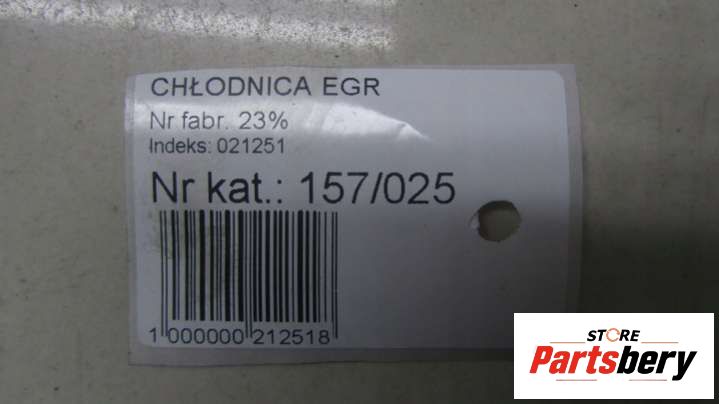 CHŁODNICA EGR
Nr fabr. 23%
Indeks: 021251
Nr kat.: 157/025
1 000000 212518
STORE
Partsbery